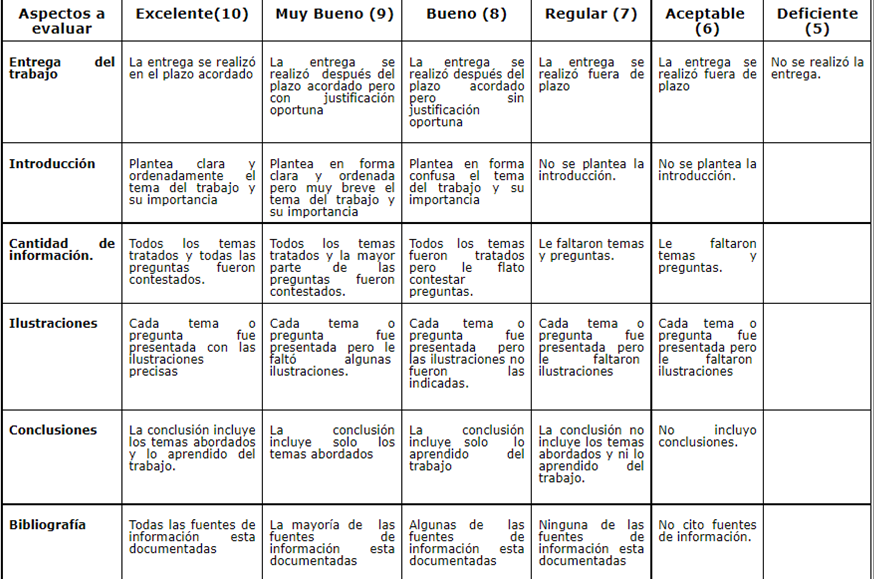 Aspectos a evaluar
Excelente(10)
Muy Bueno (9)
Bueno (8)
Regular (7)
Aceptable
(6)
Deficiente
(5)
Entrega del
trabajo
La entrega se realizó
en el plazo acordado
La entrega se
realizó después del
plazo acordado pero
con justificación
oportuna
La entrega se
realizó después del
plazo acordado
pero sin
justificación
oportuna
La entrega se
realizó fuera de
plazo
La entrega se
realizó fuera de
plazo
No se realizó la
entrega.
Introducción
Plantea clara y
ordenadamente el
tema del trabajo y
su importancia
Plantea en forma
clara y ordenada
pero muy breve el
tema del trabajo y
su importancia
Plantea en forma
confusa el tema
del trabajo y su
importancia
No se plantea la
introducción.
No se plantea la
introducción.
Cantidad de
información.
Todos los temas
tratados y todas las
preguntas fueron
contestados.
Todos los temas
tratados y la mayor
parte de las
preguntas fueron
contestados.
Todos los temas
fueron tratados
pero le flato
contestar
preguntas.
Le faltaron temas
y preguntas.
Le faltaron
temas y
preguntas.
Ilustraciones
Cada tema o
pregunta fue
presentada con las
ilustraciones
precisas
Cada tema o
pregunta fue
presentada pero le
faltó algunas
ilustraciones.
Cada tema o
pregunta fue
presentada pero
las ilustraciones no
fueron las
indicadas.
Cada tema o
pregunta fue
presentada pero
le faltaron
ilustraciones
Cada tema o
pregunta fue
presentada pero
le faltaron
ilustraciones
Conclusiones
La conclusión incluye
los temas abordados
y lo aprendido del
trabajo.
La conclusión
incluye solo los
temas abordados
La conclusión
incluye solo lo
aprendido del
trabajo
La conclusión no
incluye los temas
abordados y ni lo
aprendido del
trabajo.
No incluyo
conclusiones.
Bibliografía
Todas las fuentes de
información esta
documentadas
La mayoría de las
fuentes de
información esta
documentadas
Algunas de las
fuentes de
información esta
documentadas
Ninguna de las
fuentes de
información esta
documentadas
No cito fuentes
de información.